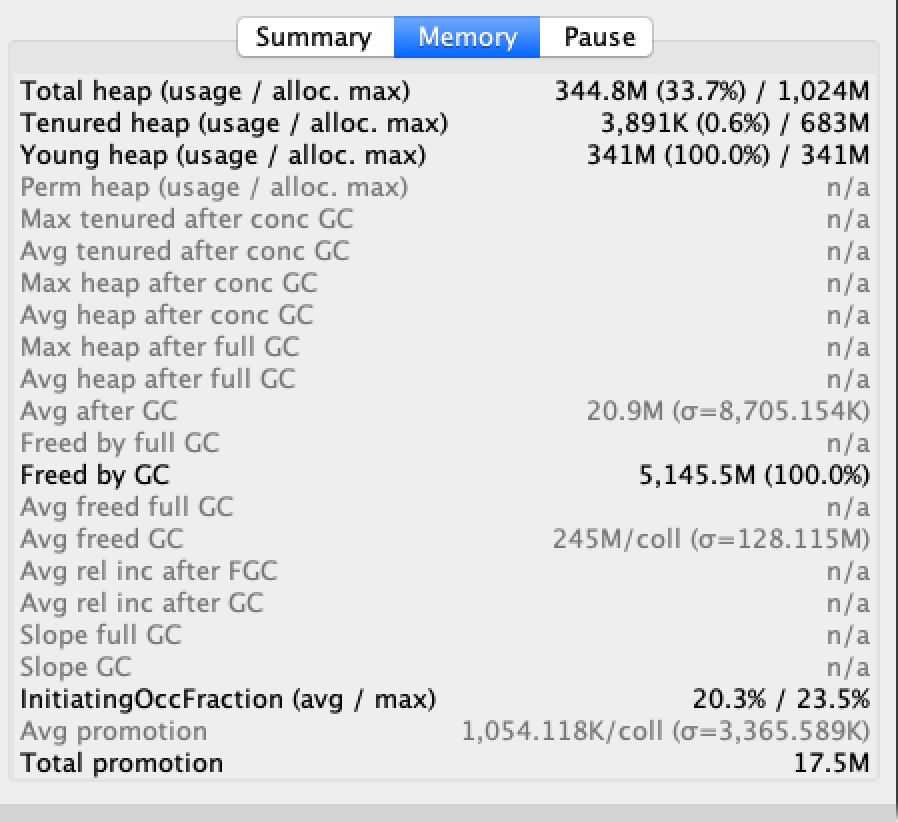 Summary Memory Pause
Total heap (usage / alloc. max) 344.8M (33.7%) / 1,024M
Tenured heap (usage / alloc. max) 3,891K (0.6%) / 683M
Young heap (usage / alloc. max) 341M (100.0%) / 341M
Perm heap (usage / alloc. max) n/a
Max tenured after conc GC n/a
Avg tenured after conc GC n/a
Max heap after conc GC n/a
Avg heap after conc GC n/a
Max heap after full GC n/a
Avg heap after full GC n/a
Avg after GC 20.9M (σ=8,705.154K)
Freed by full GC n/a
Freed by GC 5,145.5M (100.0%)
Avg freed full GC n/a
Avg freed GC 245M/coll (σ=128.115M)
Avg rel inc after FGC n/a
Avg rel inc after GC n/a
Slope full GC n/a
Slope GC n/a
InitiatingOccFraction (avg / max) 20.3% / 23.5%
Avg promotion 1,054.118K/coll (σ=3,365.589K)
Total promotion 17.5M